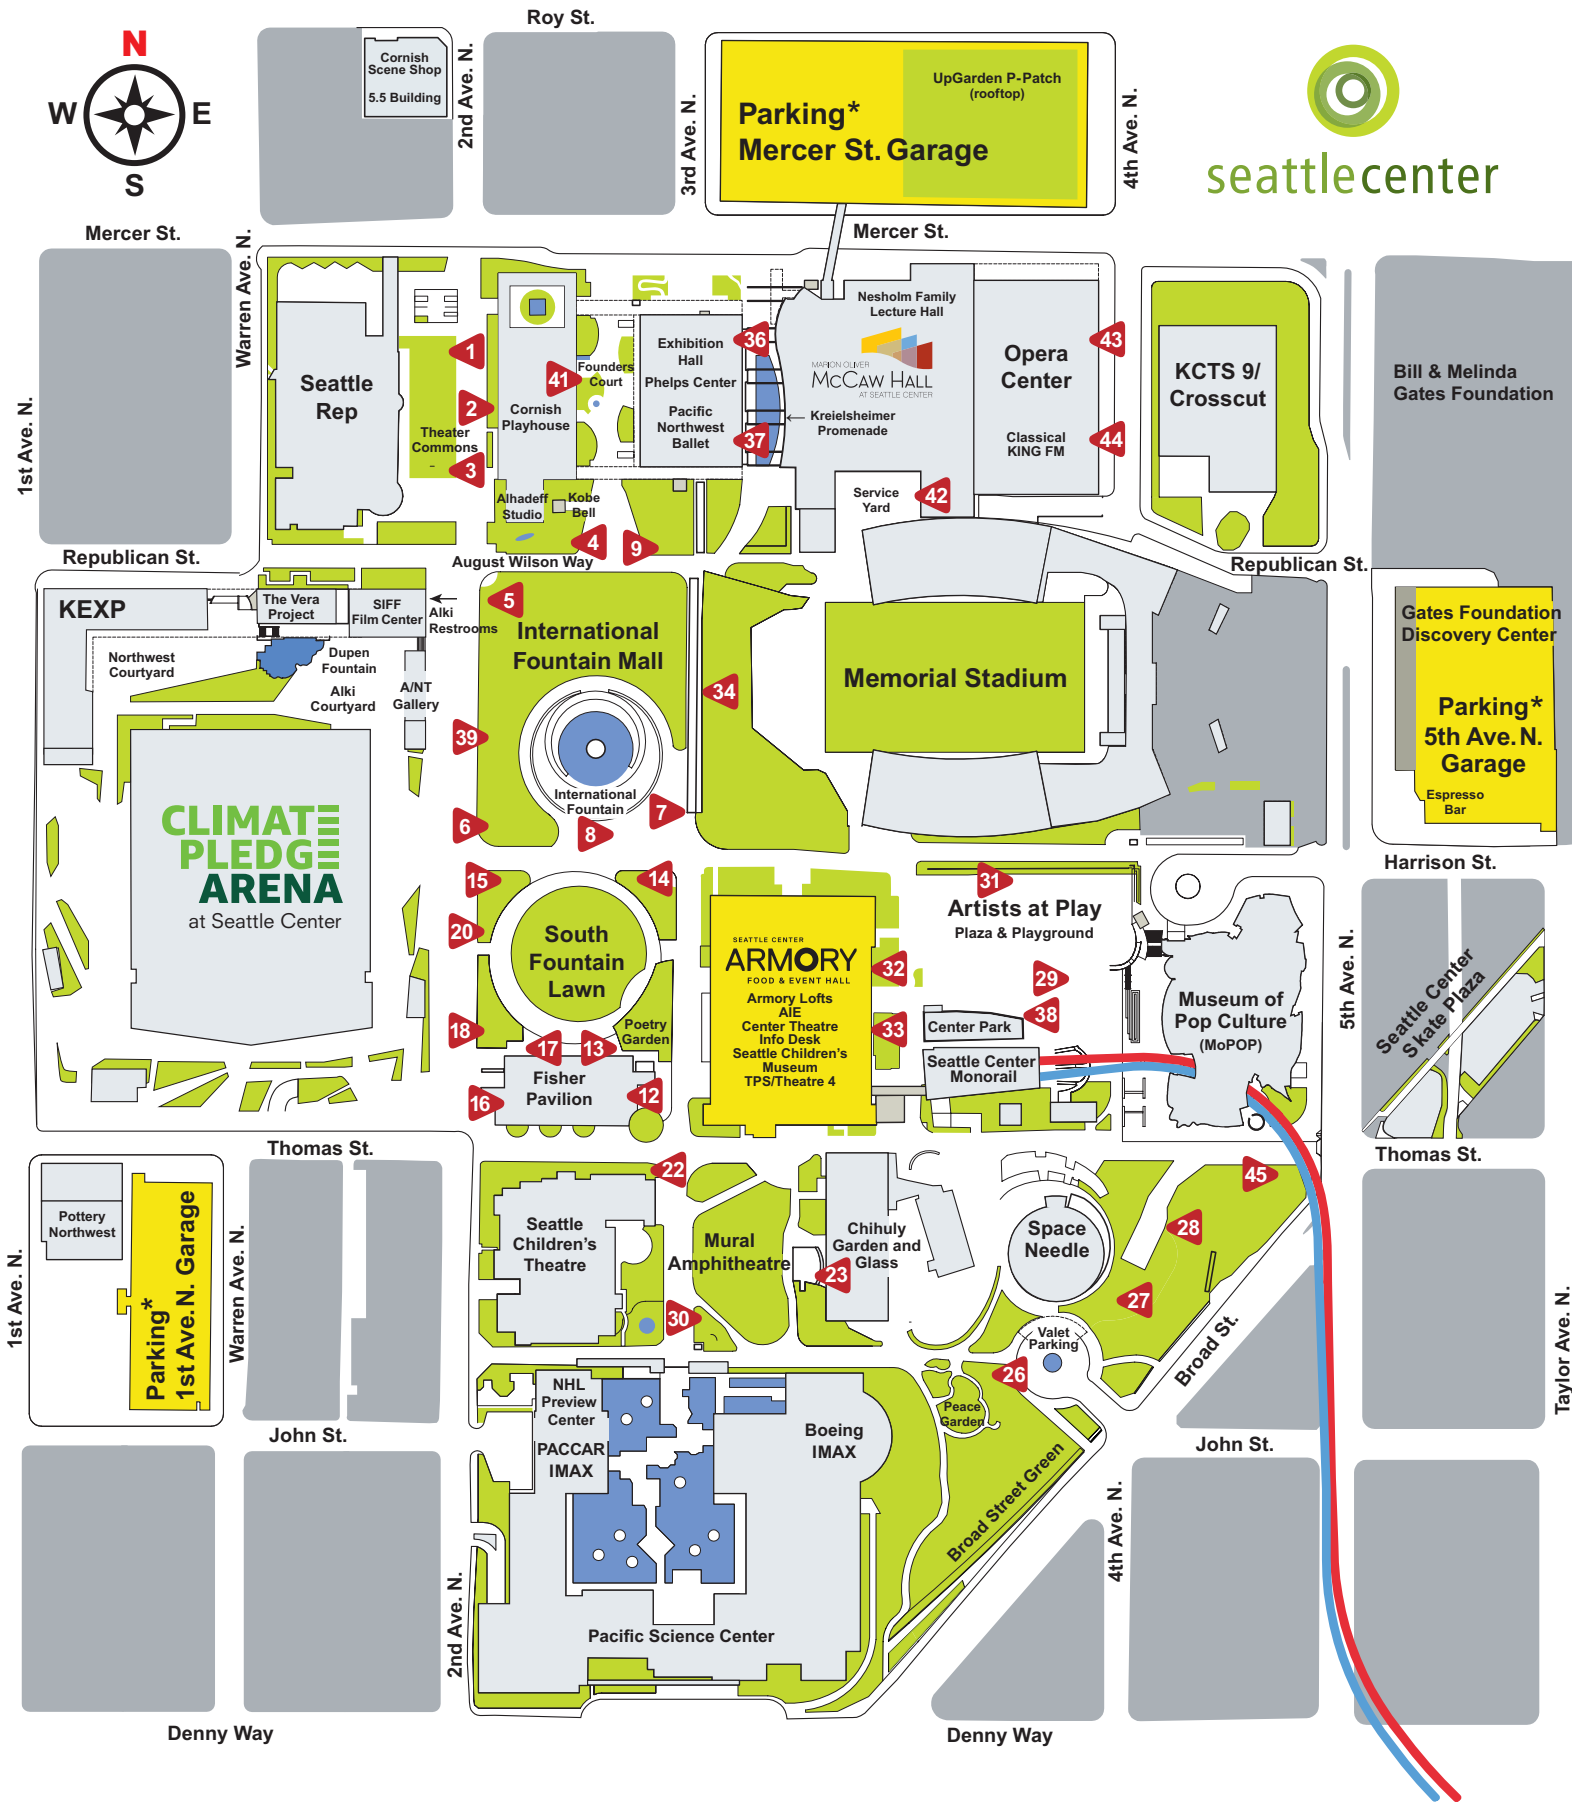 Roy St.
N
W
E
S
Cornish
Scene Shop
5.5 Building
2nd Ave. N.
3rd Ave. N.
Parking*
Mercer St. Garage
UpGarden P-Patch
(rooftop)
4th Ave. N.
seattlecenter
Mercer St.
Mercer St.
Warren Ave. N.
1st Ave. N.
Seattle
Rep
Theater
Commons
1
2
3
Cornish
Playhouse
41
Founders
Court
Alhadeff
Studio
Kobe
Bell
4
9
Exhibition
Hall
Phelps Center
Pacific
Northwest
Ballet
36
37
Nesholm Family
Lecture Hall
MARION OLIVER
McCAW HALL
AT SEATTLE CENTER
Kreielsheimer
Promenade
Service
Yard
42
Opera
Center
Classical
KING FM
43
44
KCTS 9/
Crosscut
Bill & Melinda
Gates Foundation
Republican St.
August Wilson Way
Republican St.
KEXP
The Vera
Project
SIFF
Film Center
Alki
Restrooms
5
Northwest
Courtyard
Dupen
Fountain
Alki
Courtyard
A/NT
Gallery
International
Fountain Mall
34
39
International
Fountain
6
7
8
Memorial Stadium
Gates Foundation
Discovery Center
Parking*
5th Ave. N.
Garage
Espresso
Bar
Harrison St.
CLIMATE
PLEDGE
ARENA
at Seattle Center
15
14
20
South
Fountain
Lawn
18
17
13
Poetry
Garden
Fisher
Pavilion
16
12
SEATTLE CENTER
ARMORY
FOOD & EVENT HALL
Armory Lofts
AIE
Center Theatre
Info Desk
Seattle Children's
Museum
TPS/Theatre 4
32
33
31
Artists at Play
Plaza & Playground
29
38
Center Park
Seattle Center
Monorail
Museum of
Pop Culture
(MoPOP)
5th Ave. N.
Seattle Center
Skate Plaza
Thomas St.
Thomas St.
Pottery
Northwest
1st Ave. N.
Parking*
1st Ave. N. Garage
Warren Ave. N.
22
Seattle
Children's
Theatre
Mural
Amphitheatre
30
23
Chihuly
Garden and
Glass
Space
Needle
45
28
27
Valet
Parking
26
Broad St.
Taylor Ave. N.
John St.
John St.
NHL
Preview
Center
PACCAR
IMAX
Boeing
IMAX
Peace
Garden
Broad Street Green
4th Ave. N.
2nd Ave. N.
Pacific Science Center
Denny Way
Denny Way